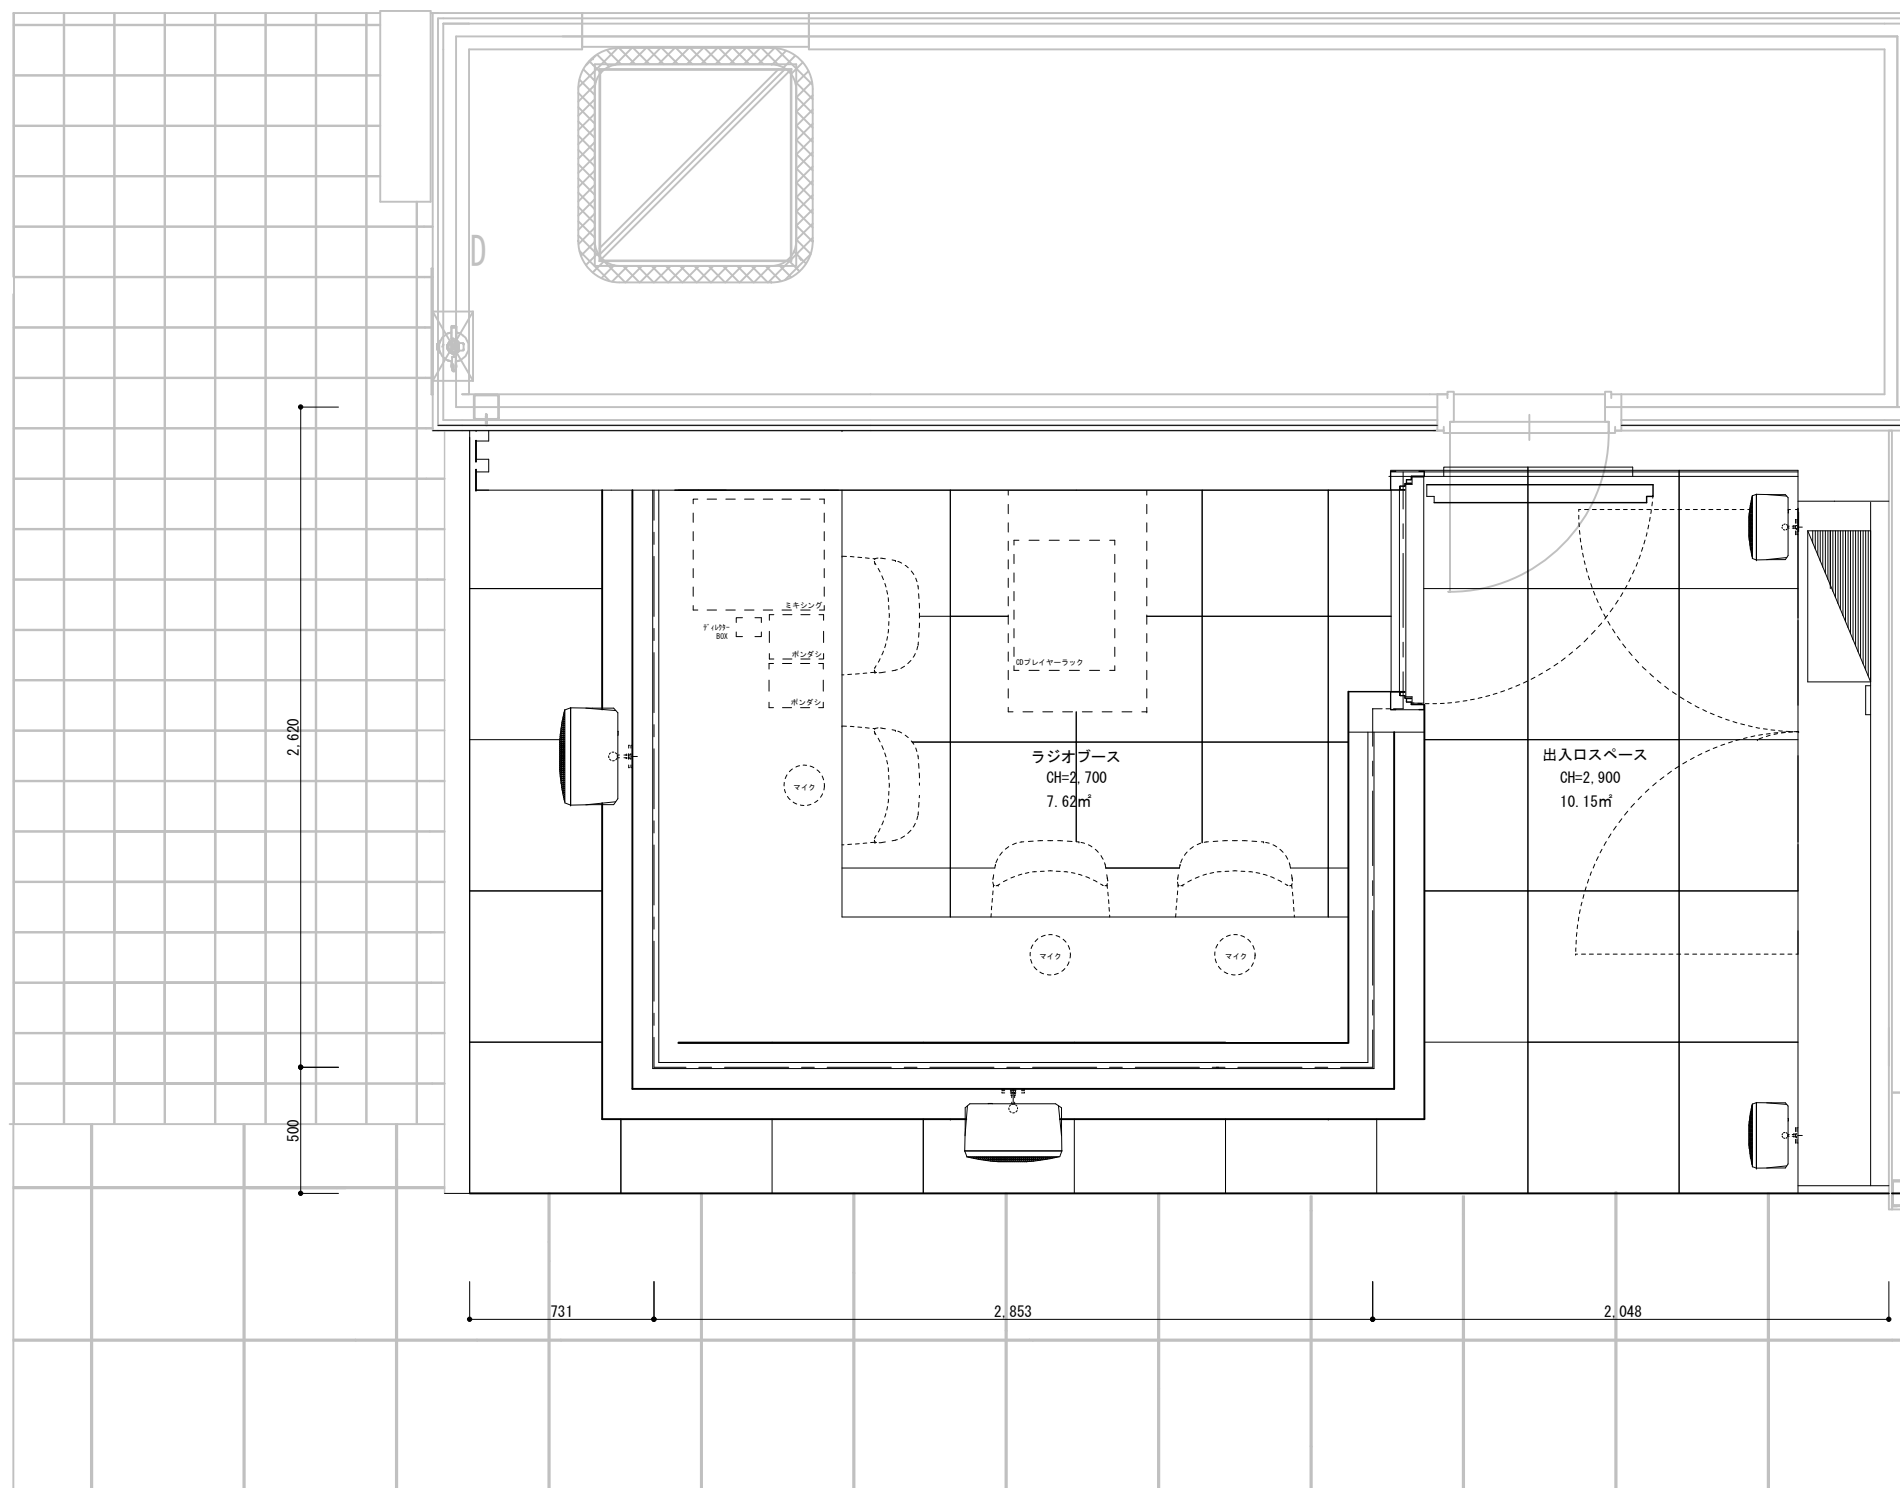 ミキシング
ディレクター
BOX
ポンダシ
ポンダシ
CDプレイヤーラック
マイク
マイク
マイク
ラジオブース
CH=2,700
7.62㎡
出入口スペース
CH=2,900
10.15㎡
2,620
500
731
2,853
2,048